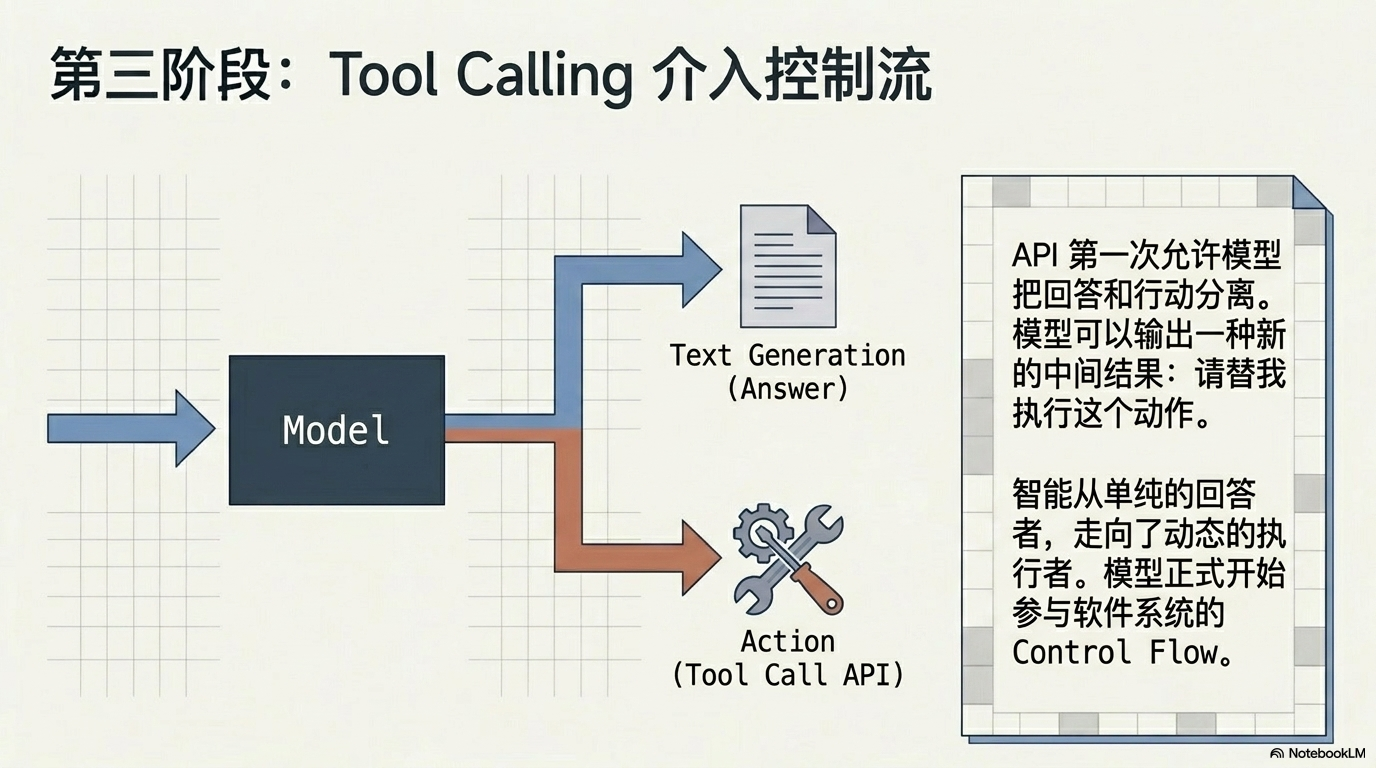 第三阶段：Tool Calling 介入控制流
Model
Text Generation
(Answer)
Action
(Tool Call API)
API 第一次允许模型
把回答和行动分离。
模型可以输出一种新
的中间结果：请替我
执行这个动作。
智能从单纯的回答
者，走向了动态的执
行者。模型正式开始
参与软件系统的
Control Flow。
NotebookLM